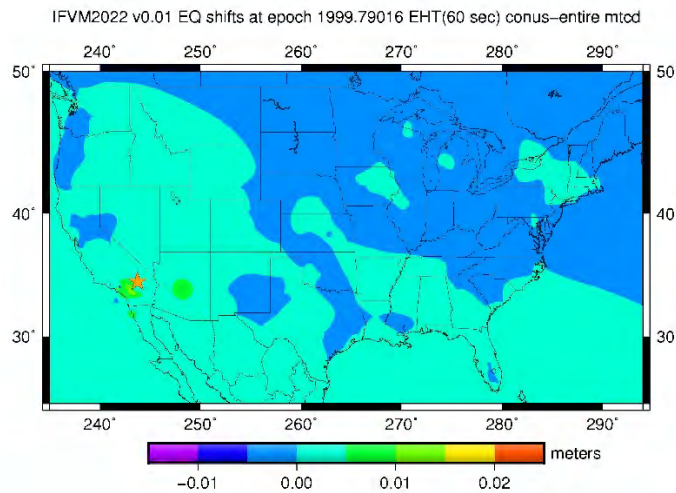 IFVM2022 v0.01 EQ shifts at epoch 1999.79016 EHT(60 sec) conus−entire mtcd
240˚ 250˚ 260˚ 270˚ 280˚ 290˚
50˚ 50˚
40˚ 40˚
30˚ 30˚
240˚ 250˚ 260˚ 270˚ 280˚ 290˚
meters
−0.01 0.00 0.01 0.02